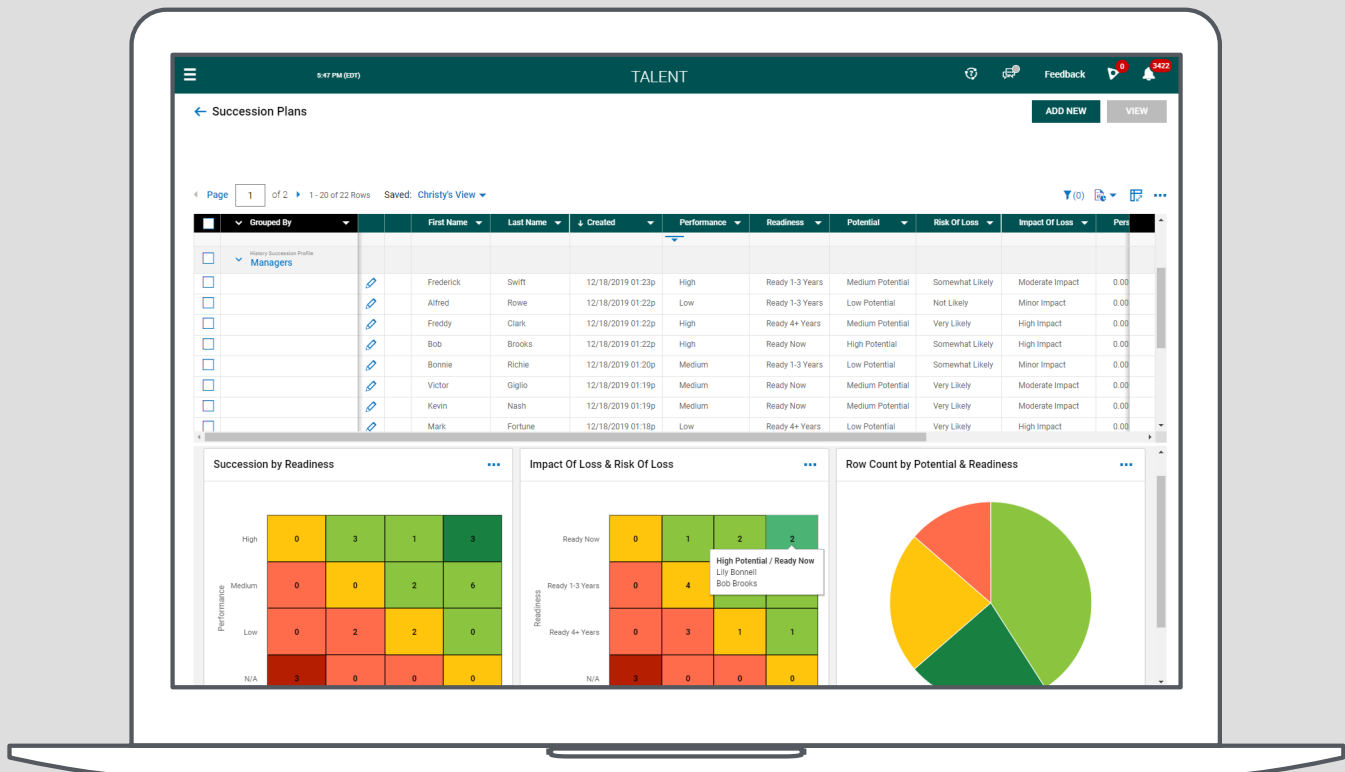 5:47 PM (EDT) TALENT Feedback 0 3422
Succession Plans ADD NEW VIEW
Page 1 of 2 1 - 20 of 22 Rows Saved: Christy's View (0)
Grouped By First Name Last Name Created Performance Readiness Potential Risk Of Loss Impact Of Loss Pers
History Succession Profile
Managers
Frederick Swift 12/18/2019 01:23p High Ready 1-3 Years Medium Potential Somewhat Likely Moderate Impact 0.00
Alfred Rowe 12/18/2019 01:22p Low Ready 1-3 Years Low Potential Not Likely Minor Impact 0.00
Freddy Clark 12/18/2019 01:22p High Ready 4+ Years Medium Potential Very Likely High Impact 0.00
Bob Brooks 12/18/2019 01:22p High Ready Now High Potential Somewhat Likely High Impact 0.00
Bonnie Richie 12/18/2019 01:20p Medium Ready 1-3 Years Low Potential Somewhat Likely Minor Impact 0.00
Victor Giglio 12/18/2019 01:19p Medium Ready Now Medium Potential Very Likely Moderate Impact 0.00
Kevin Nash 12/18/2019 01:19p Medium Ready Now Medium Potential Very Likely Moderate Impact 0.00
Mark Fortune 12/18/2019 01:18p Low Ready 4+ Years Low Potential Very Likely High Impact 0.00
Succession by Readiness
Performance
High 0 3 1 3
Medium 0 0 2 6
Low 0 2 2 0
N/A 3 0 0 0
Impact Of Loss & Risk Of Loss
Readiness
Ready Now 0 1 2 2
High Potential / Ready Now
Lily Bonnell
Bob Brooks
Ready 1-3 Years 0 4
Ready 4+ Years 0 3 1 1
N/A 3 0 0 0
Row Count by Potential & Readiness